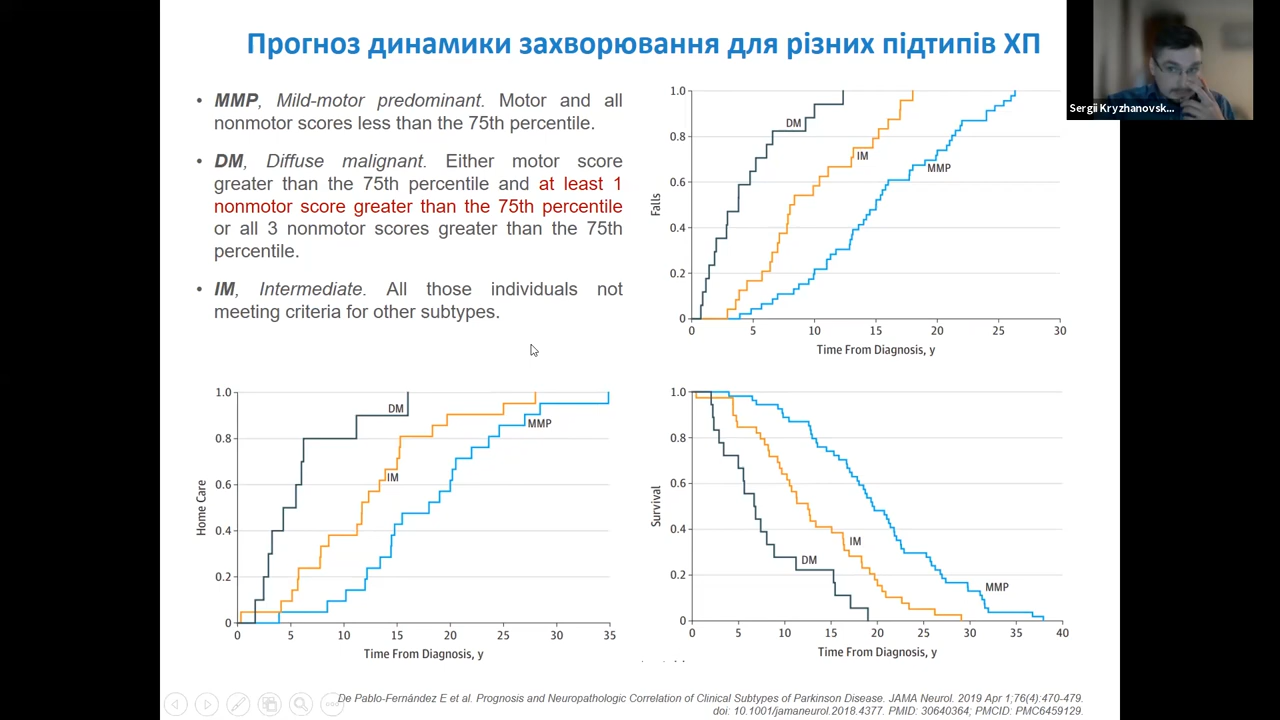 Прогноз динамики захворювання для різних підтипів ХП
Sergii Kryzhanovsk...
• MMP, Mild-motor predominant. Motor and all
nonmotor scores less than the 75th percentile.
• DM, Diffuse malignant. Either motor score
greater than the 75th percentile and at least 1
nonmotor score greater than the 75th percentile
or all 3 nonmotor scores greater than the 75th
percentile.
• IM, Intermediate. All those individuals not
meeting criteria for other subtypes.
1.0
0.8
0.6
0.4
0.2
0
Falls
DM
IM
MMP
0 5 10 15 20 25 30
Time From Diagnosis, y
1.0
0.8
0.6
0.4
0.2
0
Home Care
DM
MMP
IM
0 5 10 15 20 25 30 35
Time From Diagnosis, y
1.0
0.8
0.6
0.4
0.2
0
Survival
IM
DM
MMP
0 5 10 15 20 25 30 35 40
Time From Diagnosis, y
De Pablo-Fernández E et al. Prognosis and Neuropathologic Correlation of Clinical Subtypes of Parkinson Disease. JAMA Neurol. 2019 Apr 1;76(4):470-479.
doi: 10.1001/jamaneurol.2018.4377. PMID: 30640364; PMCID: PMC6459129.